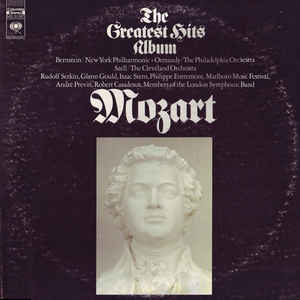 The
Greatest Hits
Album
Bernstein: New York Philharmonic • Ormandy: The Philadelphia Orchestra
Szell: The Cleveland Orchestra
Rudolf Serkin, Glenn Gould, Isaac Stern, Philippe Entremont, Marlboro Music Festival,
André Previn, Robert Casadesus, Members of the London Symphonic Band
Mozart